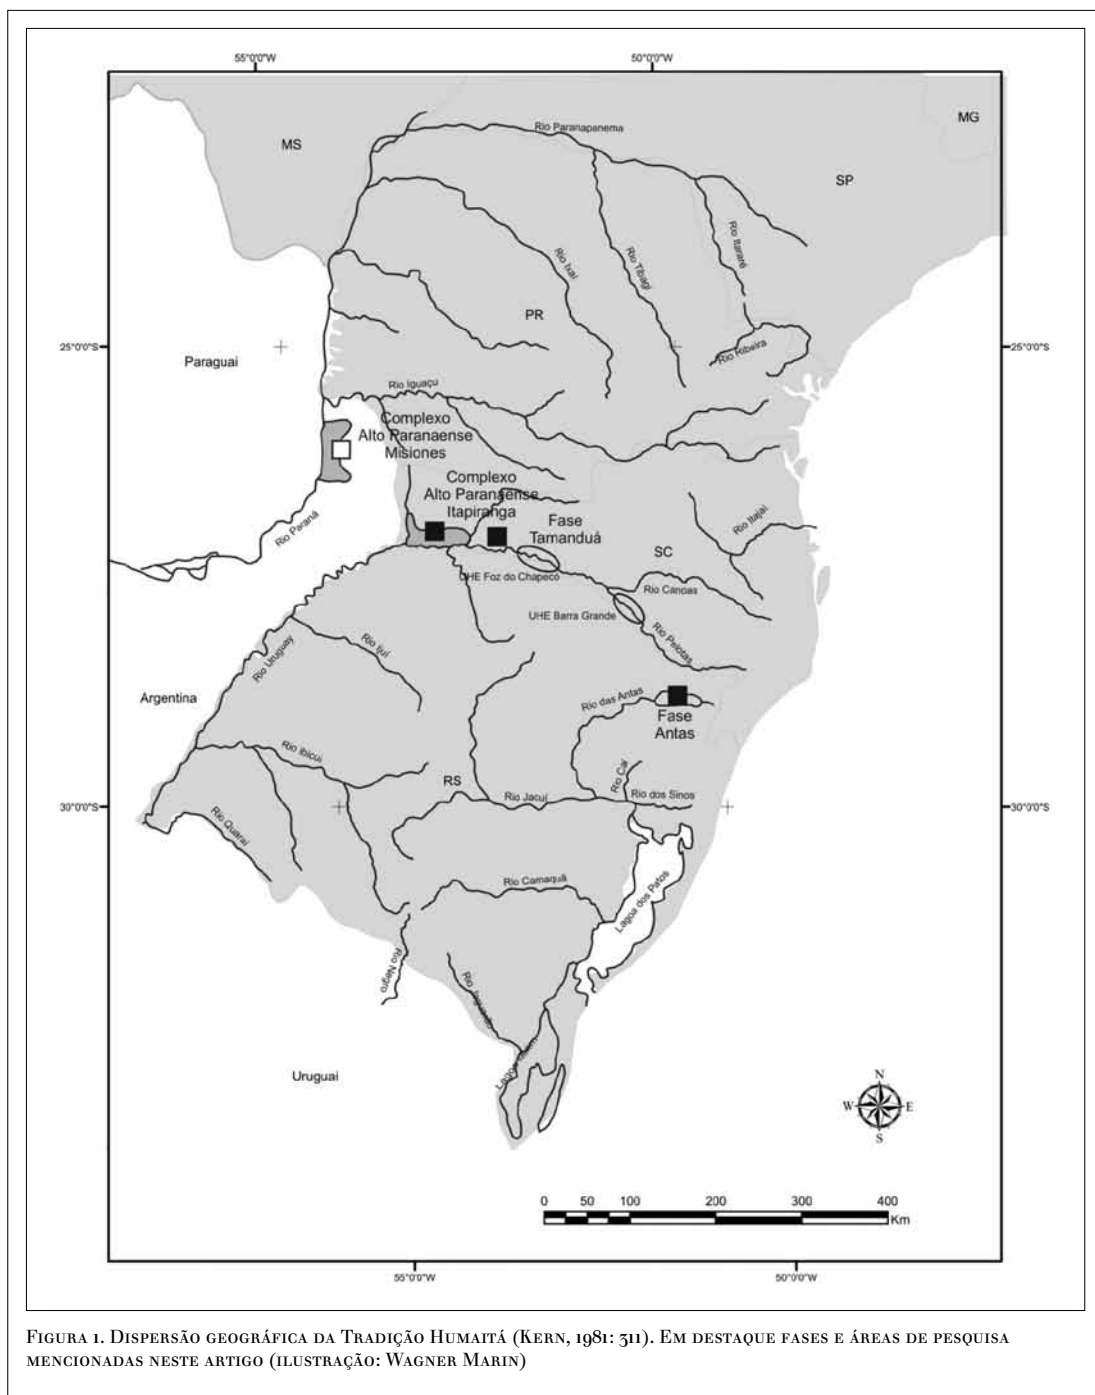 55°0'0"W
50°0'0"W
MG
MS
Rio Paranapanema
SP
Rio Itararé
Rio Ivaí
Rio Tibagi
PR
25°0'0"S
25°0'0"S
Rio Ribeira
Paraguai
Rio Iguaçu
Complexo
Alto Paranaense
Misiones
Complexo
Alto Paranaense
Itapiranga
Fase
Tamanduá
Rio Paraná
Rio Itajaí
SC
UHE Foz do Chapecó
Rio Canoas
UHE Barra Grande
Rio Pelotas
Rio Ijuí
Rio Uruguay
Argentina
Rio das Antas
Fase
Antas
Rio Ibicui
RS
Rio Caí
Rio Jacuí
Rio dos Sinos
30°0'0"S
30°0'0"S
Rio Quaraí
Rio Camaquã
Lagoa dos Patos
Rio Negro
Rio Jaguarão
Lagoa
Uruguai
N
W
E
S
0 50 100 200 300 400
Km
55°0'0"W
50°0'0"W
Figura 1. Dispersão geográfica da Tradição Humaitá (Kern, 1981: 311). Em destaque fases e áreas de pesquisa
mencionadas neste artigo (ilustração: Wagner Marin)